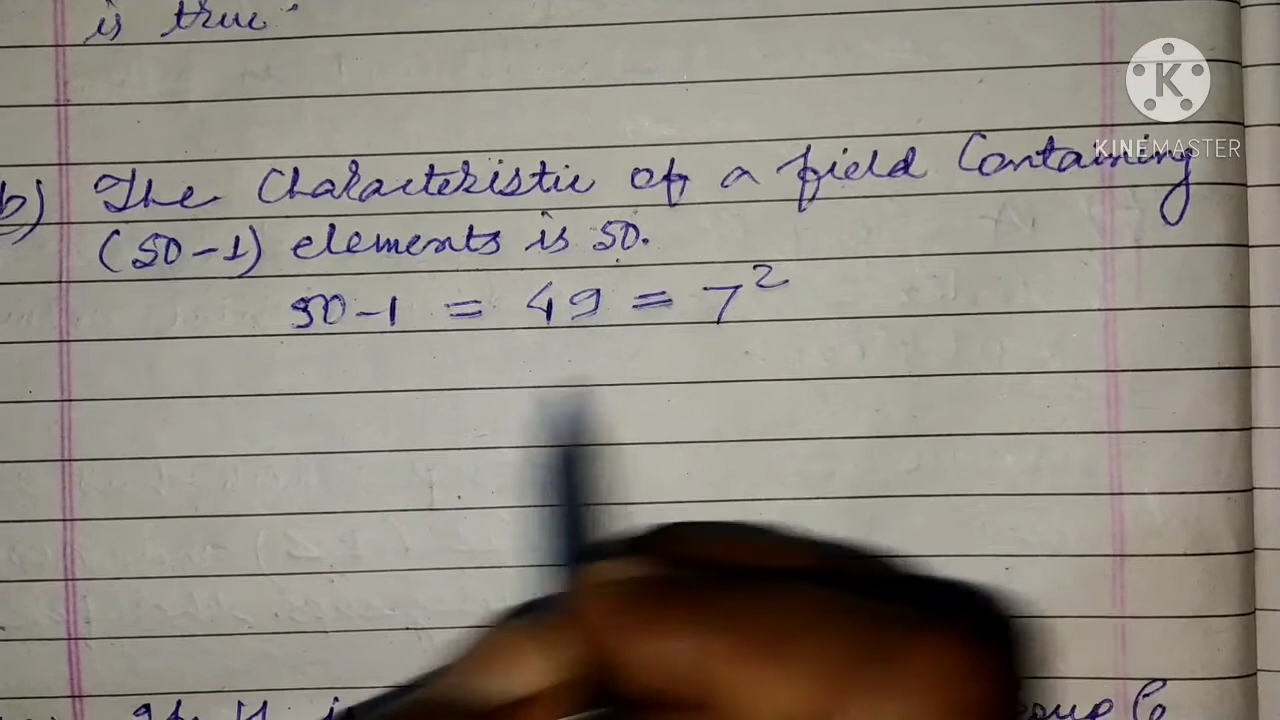 is true.
K
KINEMASTER
b) The Characteristic of a field Containing
(50-1) elements is 50.
50-1 = 49 = 7²